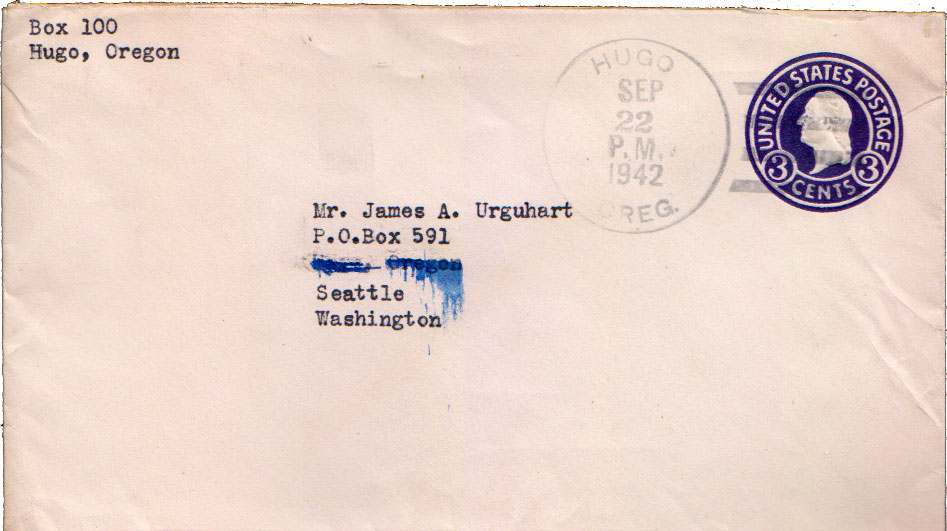 Box 100
Hugo, Oregon
HUGO
SEP
22
P.M.
1942
OREG.
UNITED STATES POSTAGE
3 CENTS 3
Mr. James A. Urguhart
P.O.Box 591
Oregon
Seattle
Washington